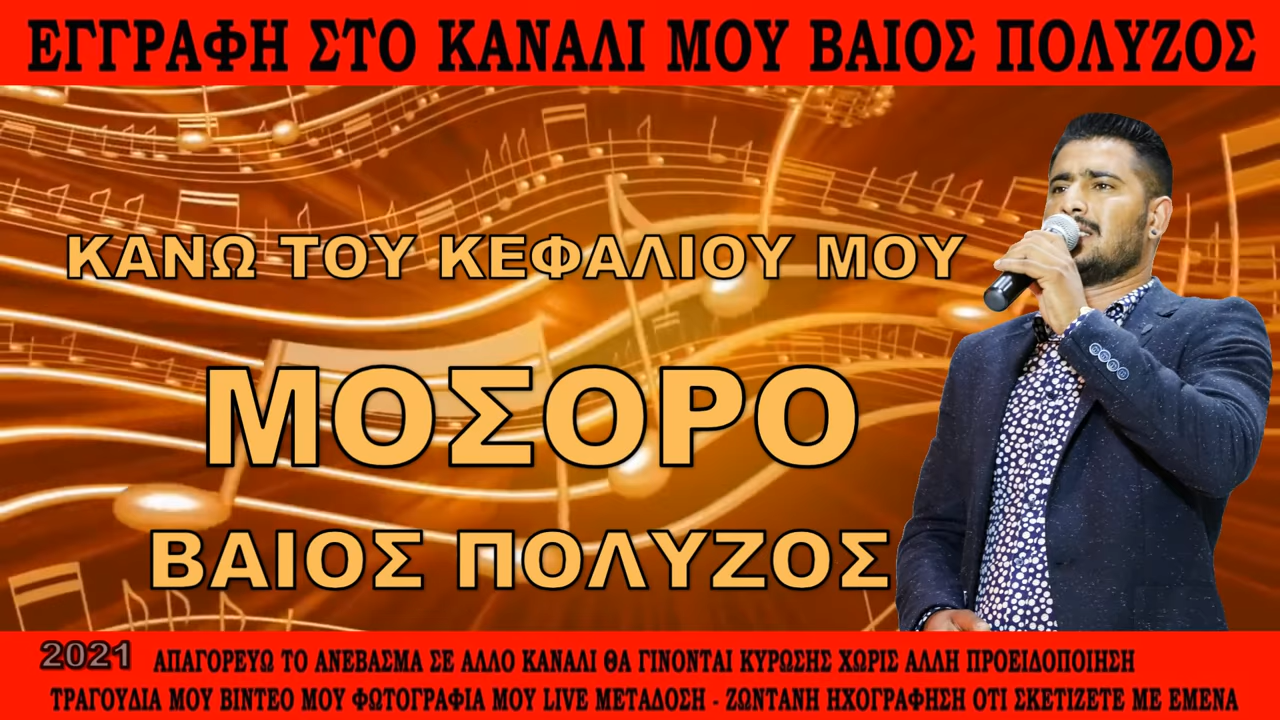 ΕΓΓΡΑΦΗ ΣΤΟ ΚΑΝΑΛΙ ΜΟΥ ΒΑΙΟΣ ΠΟΛΥΖΟΣ
ΚΑΝΩ ΤΟΥ ΚΕΦΑΛΙΟΥ ΜΟΥ
ΜΟΣΟΡΟ
ΒΑΙΟΣ ΠΟΛΥΖΟΣ
2021 ΑΠΑΓΟΡΕΥΩ ΤΟ ΑΝΕΒΑΣΜΑ ΣΕ ΑΛΛΟ ΚΑΝΑΛΙ ΘΑ ΓΙΝΟΝΤΑΙ ΚΥΡΩΣΗΣ ΧΩΡΙΣ ΑΛΛΗ ΠΡΟΕΙΔΟΠΟΙΗΣΗ
ΤΡΑΓΟΥΔΙΑ ΜΟΥ ΒΙΝΤΕΟ ΜΟΥ ΦΩΤΟΓΡΑΦΙΑ ΜΟΥ LIVE ΜΕΤΑΔΟΣΗ - ΖΩΝΤΑΝΗ ΗΧΟΓΡΑΦΗΣΗ ΟΤΙ ΣΚΕΤΙΖΕΤΕ ΜΕ ΕΜΕΝΑ